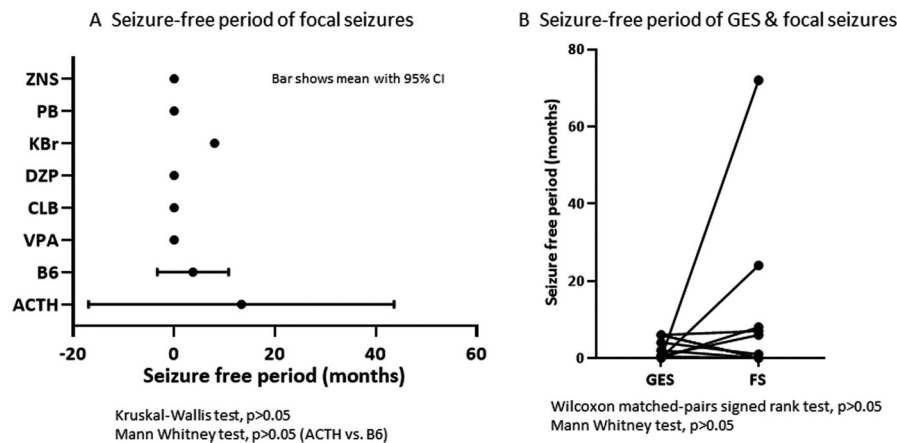 A Seizure-free period of focal seizures
ZNS
PB
KBr
DZP
CLB
VPA
B6
ACTH
Bar shows mean with 95% CI
-20 0 20 40 60
Seizure free period (months)
Kruskal-Wallis test, p>0.05
Mann Whitney test, p>0.05 (ACTH vs. B6)
B Seizure-free period of GES & focal seizures
Seizure free period (months)
80
60
40
20
0
GES FS
Wilcoxon matched-pairs signed rank test, p>0.05
Mann Whitney test, p>0.05